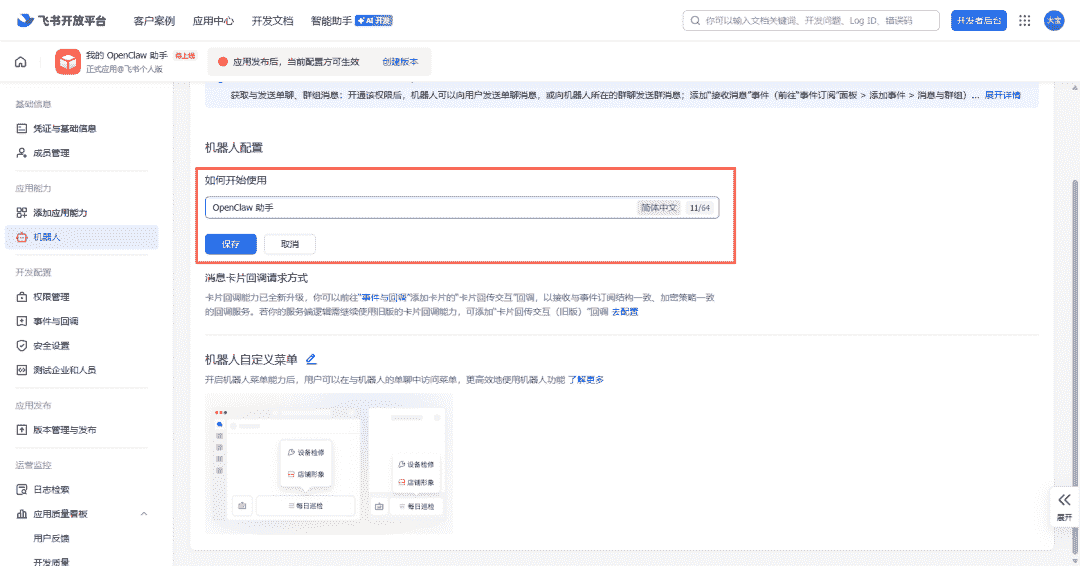 飞书开放平台 客户案例 应用中心 开发文档 智能助手 AI 开发 你可以输入文档关键词、开发问题、Log ID、错误码 开发者后台 大宝
我的 OpenClaw 助手 待上线
正式应用@飞书个人版
应用发布后，当前配置方可生效 创建版本
基础信息
凭证与基础信息
成员管理
应用能力
添加应用能力
机器人
开发配置
权限管理
事件与回调
安全设置
测试企业和人员
应用发布
版本管理与发布
运营监控
日志检索
应用质量看板
用户反馈
开发质量
获取与发送单聊、群组消息：开通该权限后，机器人可以向用户发送单聊消息，或向机器人所在的群聊发送群消息；添加“接收消息”事件（前往“事件订阅”面板 > 添加事件 > 消息与群组）... 展开详情
机器人配置
如何开始使用
OpenClaw 助手 简体中文 11/64
保存 取消
消息卡片回调请求方式
卡片回调能力已全新升级，你可以前往“事件与回调”添加卡片的“卡片回传交互”回调，以接收与事件订阅结构一致、加密策略一致
的回调服务。若你的服务端逻辑需继续使用旧版的卡片回调能力，可添加“卡片回传交互（旧版）”回调 去配置
机器人自定义菜单
开启机器人菜单能力后，用户可以在与机器人的单聊中访问菜单，更高效地使用机器人功能 了解更多
设备检修
店铺形象
每日巡检
设备检修
店铺形象
每日巡检
展开